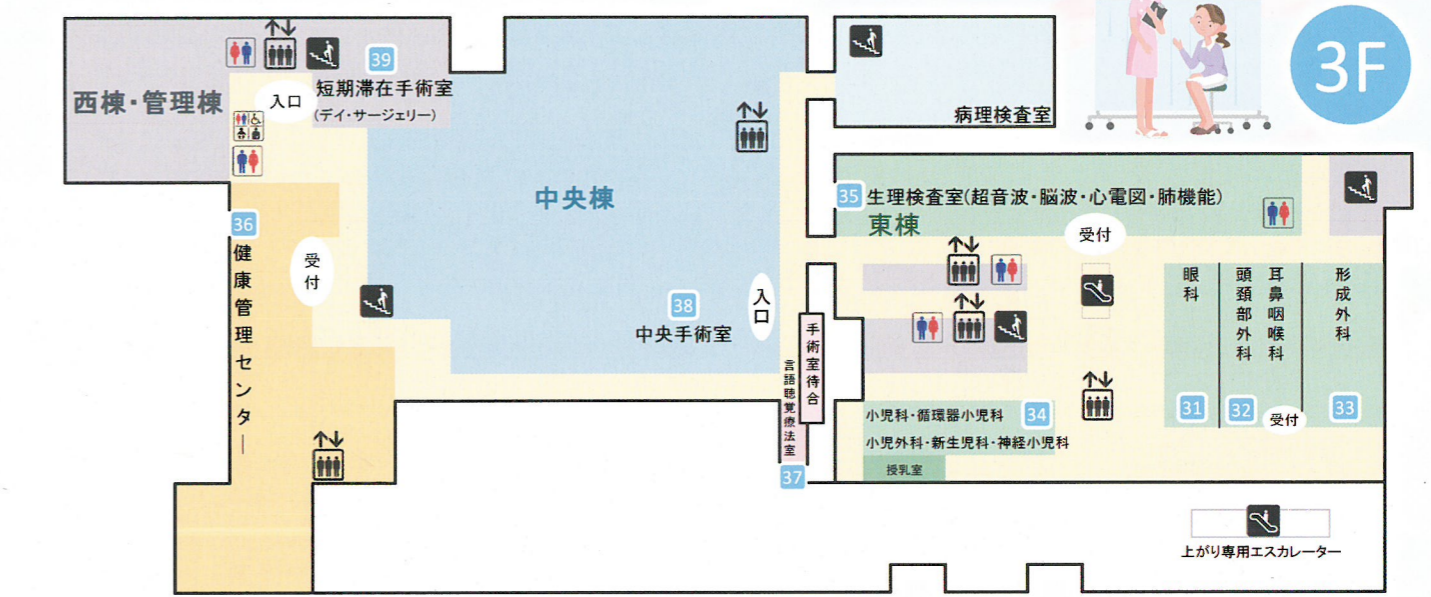 3F
西棟・管理棟
入口
39
短期滞在手術室
(デイ・サージェリー)
病理検査室
中央棟
35
生理検査室(超音波・脳波・心電図・肺機能)
東棟
受付
36
健康管理センター
受付
38
中央手術室
入口
手術室待合
言語聴覚療法室
37
眼科
31
頭頚部外科
耳鼻咽喉科
32
受付
形成外科
33
小児科・循環器小児科
34
小児外科・新生児科・神経小児科
授乳室
上がり専用エスカレーター